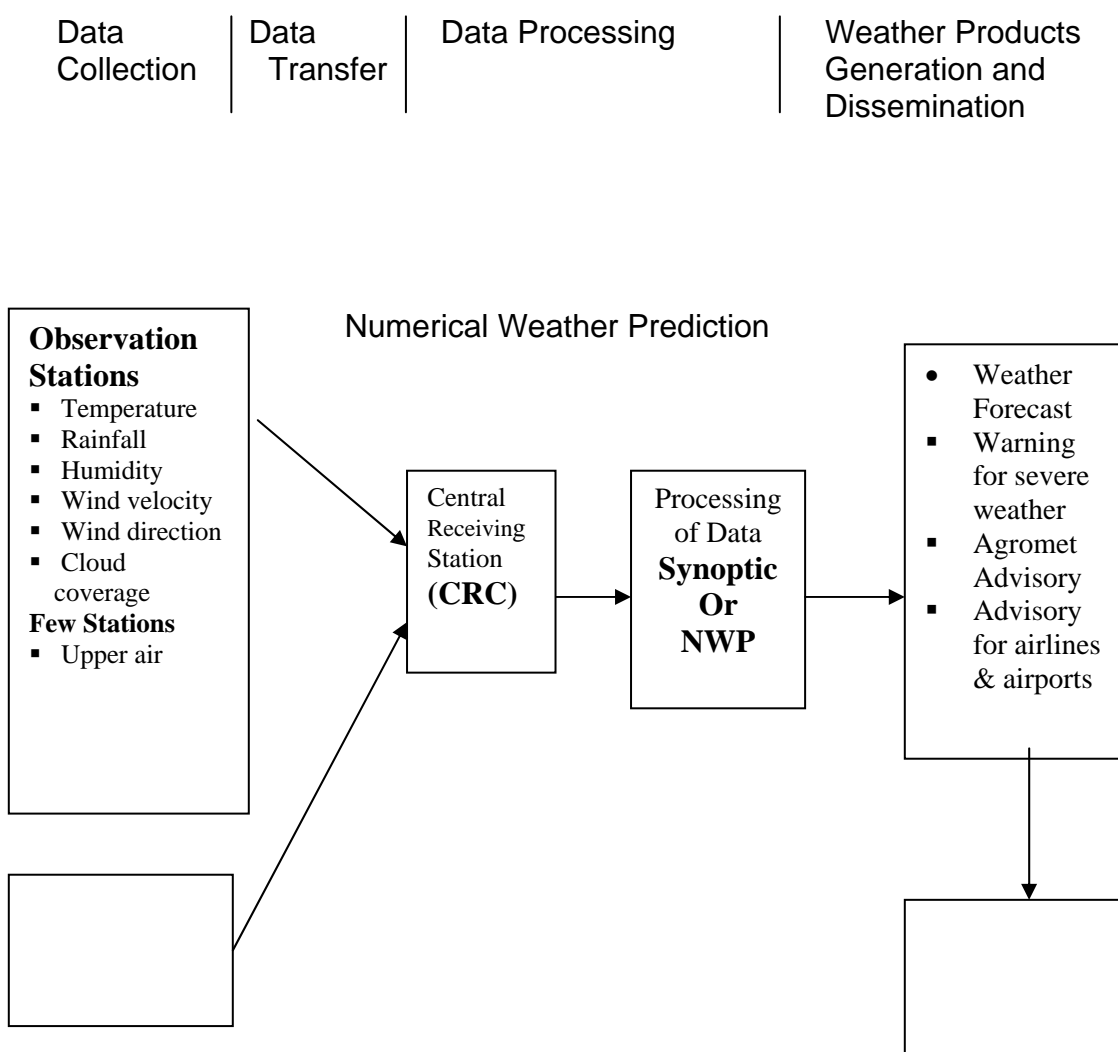 Data
Collection
Data
Transfer
Data Processing
Weather Products
Generation and
Dissemination
Numerical Weather Prediction
Observation
Stations
▪ Temperature
▪ Rainfall
▪ Humidity
▪ Wind velocity
▪ Wind direction
▪ Cloud
coverage
Few Stations
▪ Upper air
Central
Receiving
Station
(CRC)
Processing
of Data
Synoptic
Or
NWP
• Weather
Forecast
▪ Warning
for severe
weather
▪ Agromet
Advisory
▪ Advisory
for airlines
& airports